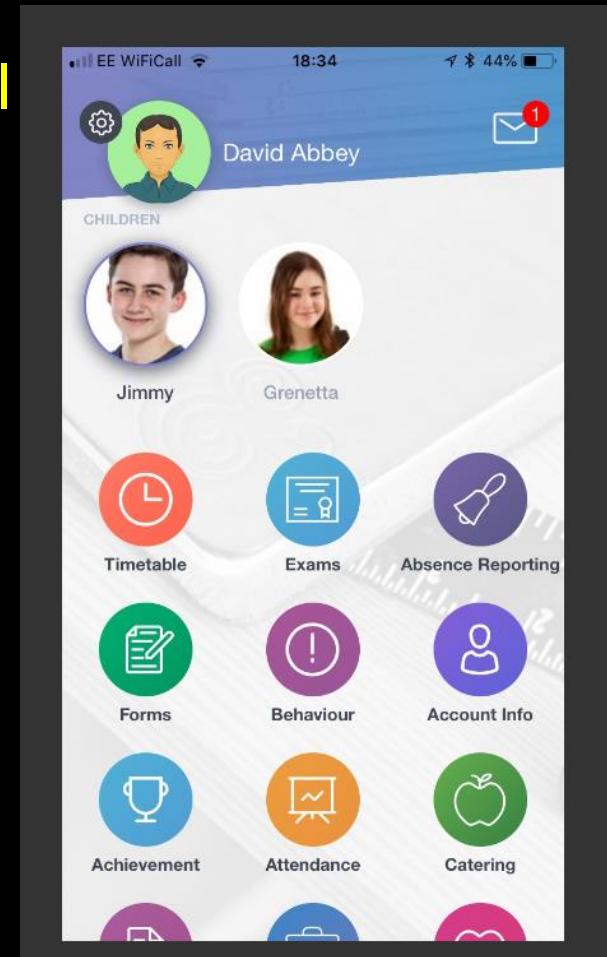 EE WiFiCall 18:34 44%
1
David Abbey
CHILDREN
Jimmy Grenetta
Timetable Exams Absence Reporting
Forms Behaviour Account Info
Achievement Attendance Catering